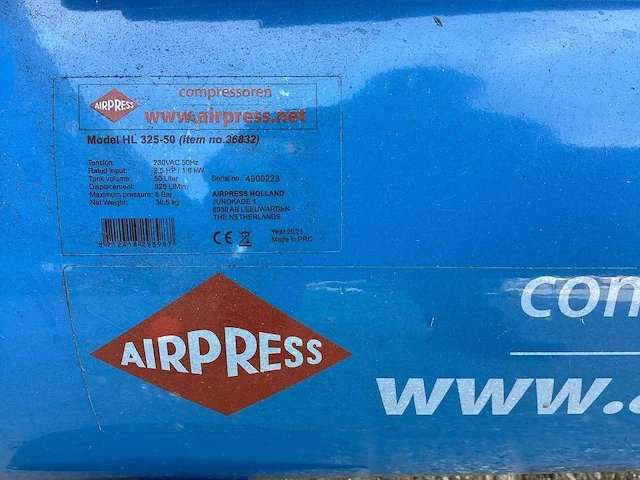 AIRPRESS
compressoren
www.airpress.net
Model HL 325-50 (Item no.36832)
Tension: 230VAC 50Hz
Rated input: 2.5 HP / 1.8 kW
Tank volume: 50 Liter
Displacement: 325 L/Min
Maximum pressure: 8 Bar
Net Weight: 36,5 kg
Serial no. 4900223
AIRPRESS HOLLAND
JUNOKADE 1
8938 AB LEEUWARDEN
THE NETHERLANDS
CE
Year 2021
Made in PRC
AIRPRESS
com
www.a